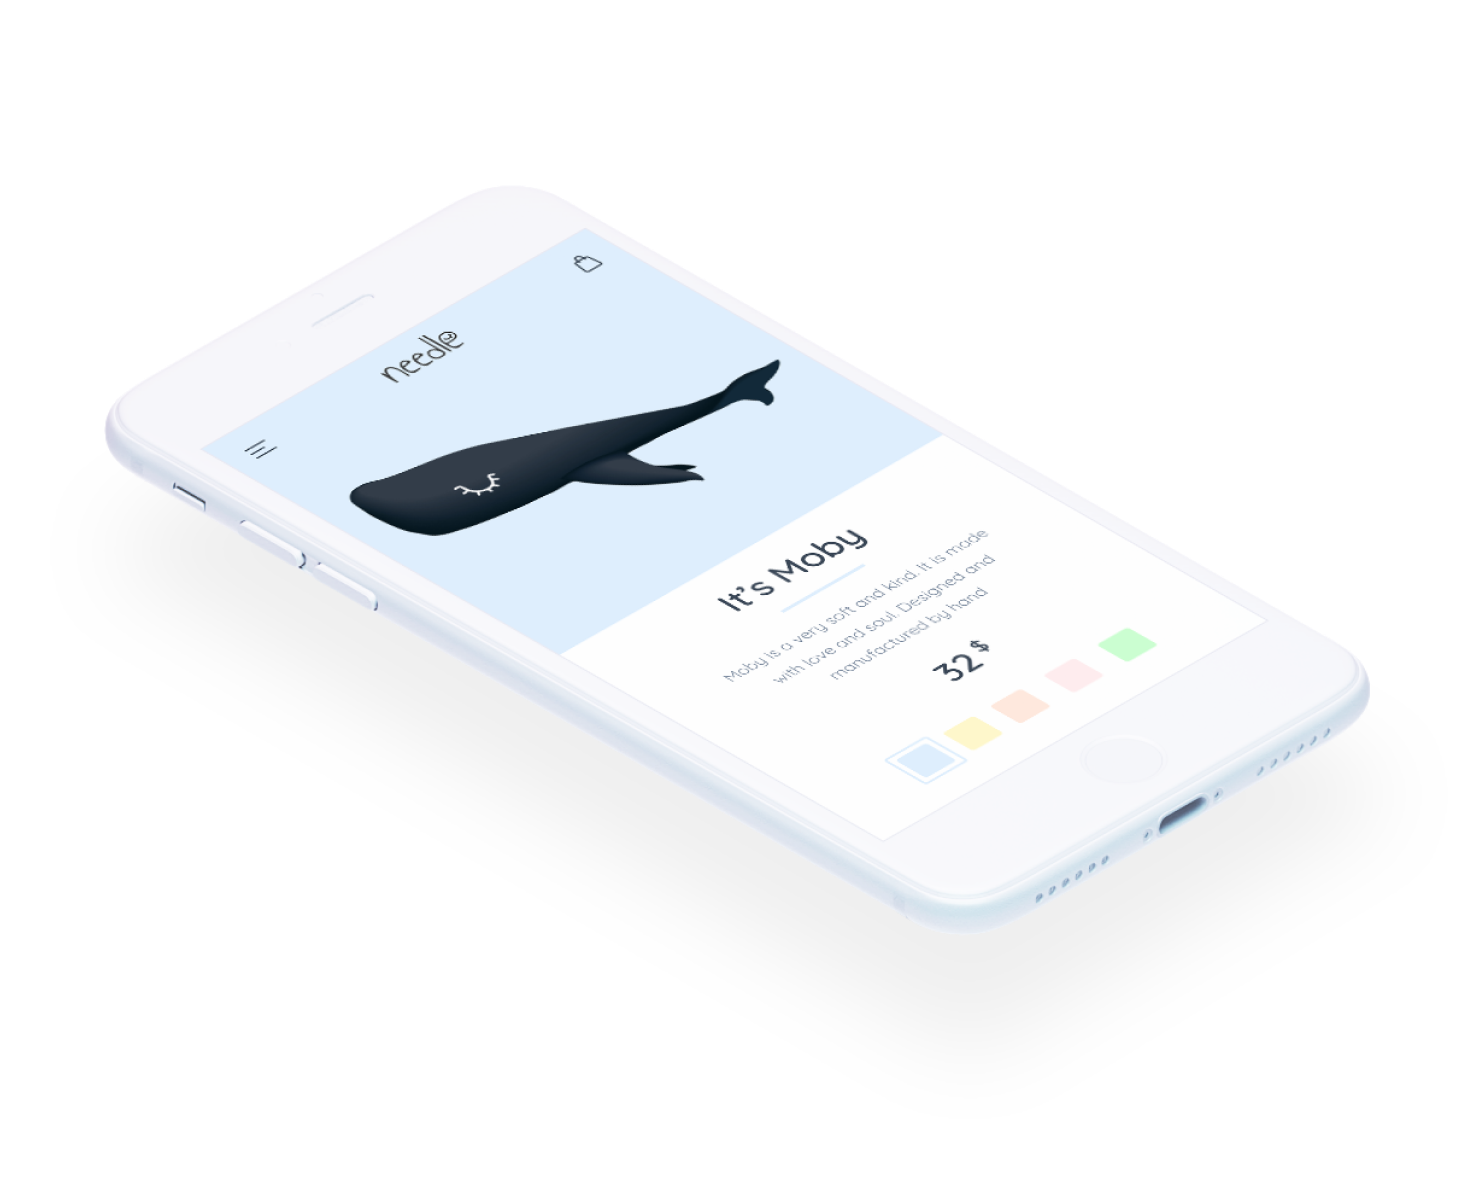 needle
It's Moby
Moby is a very soft and kind. It is made
with love and soul. Designed and
manufactured by hand
32 $